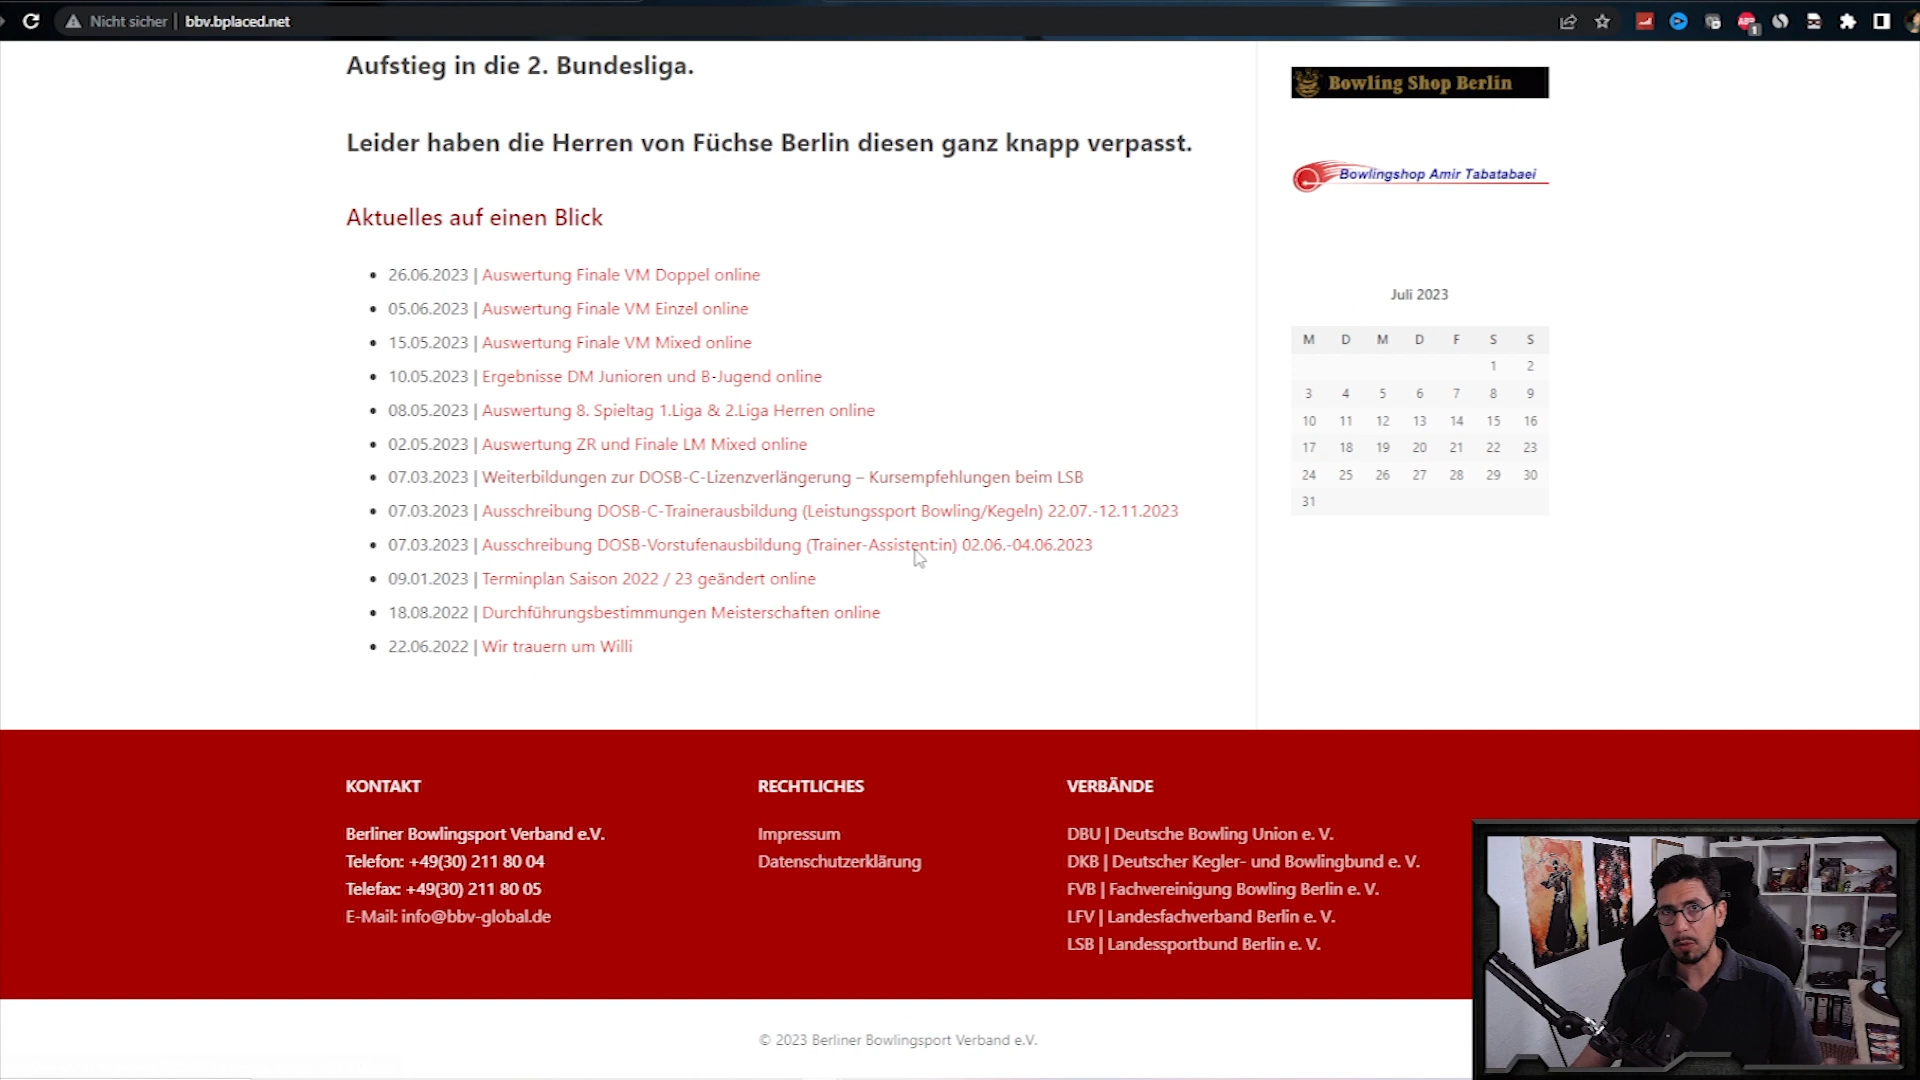 Nicht sicher | bbv.bplaced.net
Aufstieg in die 2. Bundesliga.
Leider haben die Herren von Füchse Berlin diesen ganz knapp verpasst.
Aktuelles auf einen Blick
26.06.2023 | Auswertung Finale VM Doppel online
05.06.2023 | Auswertung Finale VM Einzel online
15.05.2023 | Auswertung Finale VM Mixed online
10.05.2023 | Ergebnisse DM Junioren und B-Jugend online
08.05.2023 | Auswertung 8. Spieltag 1.Liga & 2.Liga Herren online
02.05.2023 | Auswertung ZR und Finale LM Mixed online
07.03.2023 | Weiterbildungen zur DOSB-C-Lizenzverlängerung – Kursempfehlungen beim LSB
07.03.2023 | Ausschreibung DOSB-C-Trainerausbildung (Leistungssport Bowling/Kegeln) 22.07.-12.11.2023
07.03.2023 | Ausschreibung DOSB-Vorstufenausbildung (Trainer-Assistent:in) 02.06.-04.06.2023
09.01.2023 | Terminplan Saison 2022 / 23 geändert online
18.08.2022 | Durchführungsbestimmungen Meisterschaften online
22.06.2022 | Wir trauern um Willi
Bowling Shop Berlin
Bowlingshop Amir Tabatabaei
Juli 2023
M D M D F S S
1 2
3 4 5 6 7 8 9
10 11 12 13 14 15 16
17 18 19 20 21 22 23
24 25 26 27 28 29 30
31
KONTAKT
Berliner Bowlingsport Verband e.V.
Telefon: +49(30) 211 80 04
Telefax: +49(30) 211 80 05
E-Mail: info@bbv-global.de
RECHTLICHES
Impressum
Datenschutzerklärung
VERBÄNDE
DBU | Deutsche Bowling Union e. V.
DKB | Deutscher Kegler- und Bowlingbund e. V.
FVB | Fachvereinigung Bowling Berlin e. V.
LFV | Landesfachverband Berlin e. V.
LSB | Landessportbund Berlin e. V.
© 2023 Berliner Bowlingsport Verband e.V.
ABP
1